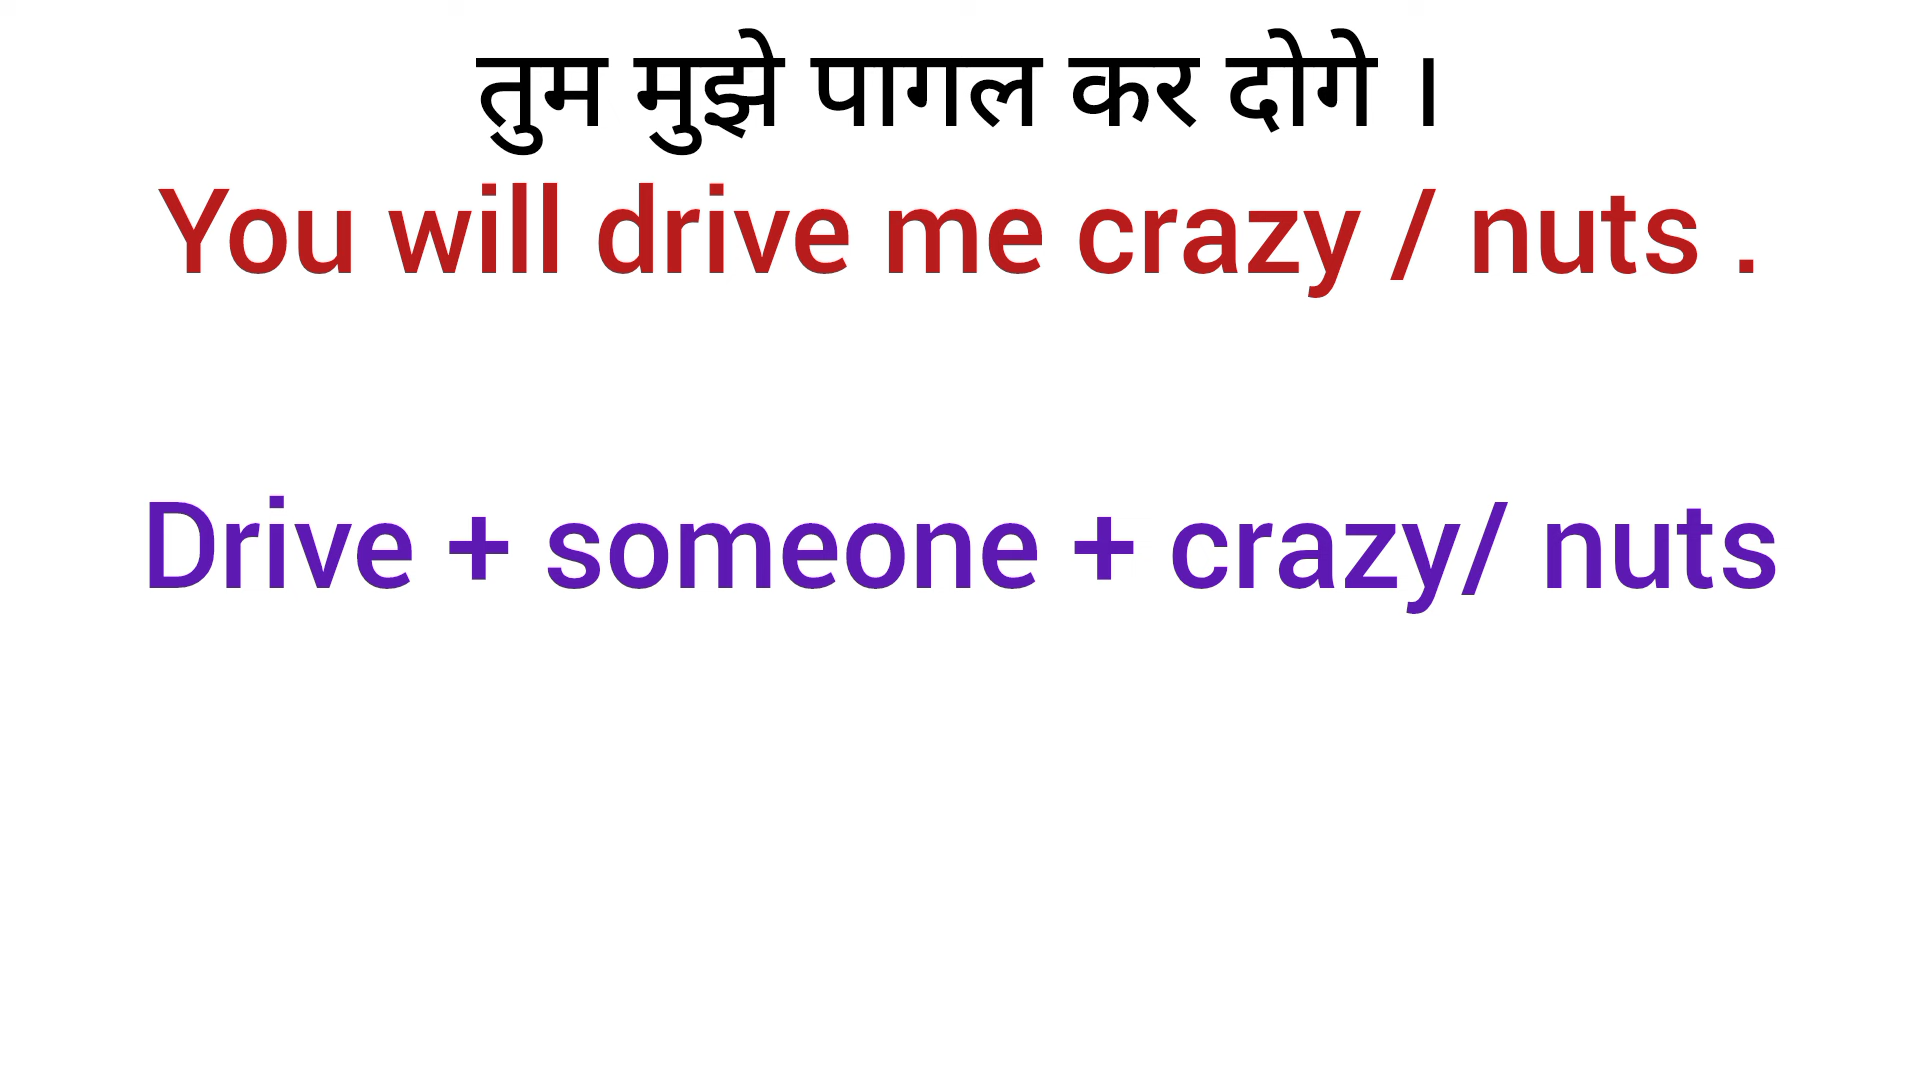 तुम मुझे पागल कर दोगे ।
You will drive me crazy / nuts .
Drive + someone + crazy/ nuts